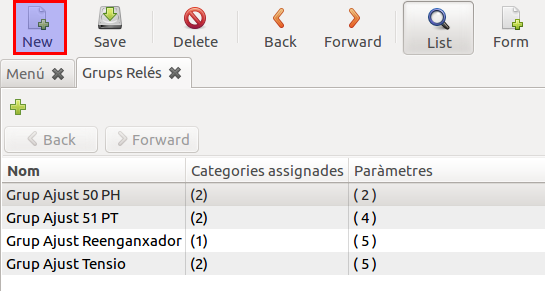 New Save Delete Back Forward List Form
Menú Grups Relés
Back Forward
Nom Categories assignades Paràmetres
Grup Ajust 50 PH (2) ( 2 )
Grup Ajust 51 PT (2) ( 4 )
Grup Ajust Reenganxador (1) ( 5 )
Grup Ajust Tensio (2) ( 5 )